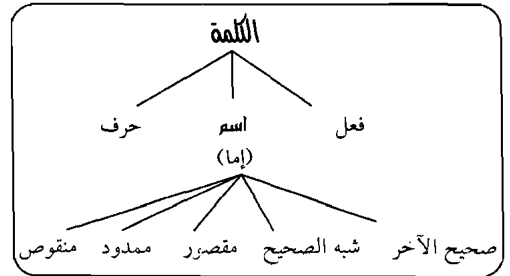 الكلمة
فعل اسم حرف
(إما)
صحيح الآخر شبه الصحيح مقصور ممدود منقوص